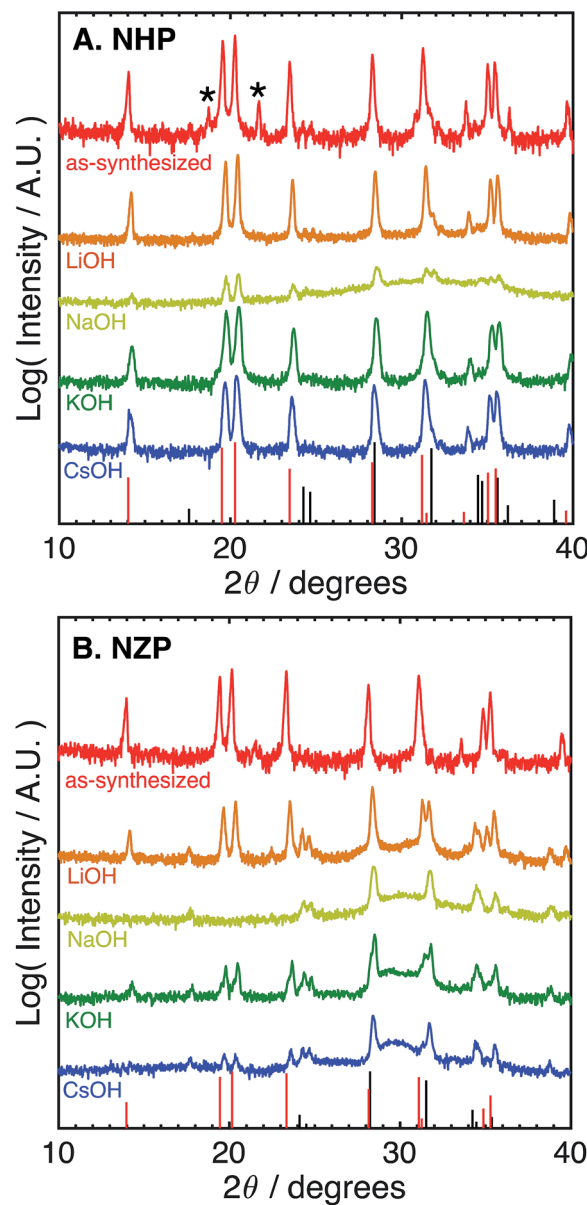 A. NHP
* *
as-synthesized
LiOH
NaOH
KOH
CsOH
Log( Intensity / A.U. )
10 20 30 40
2θ / degrees
B. NZP
as-synthesized
LiOH
NaOH
KOH
CsOH
Log( Intensity / A.U. )
10 20 30 40
2θ / degrees